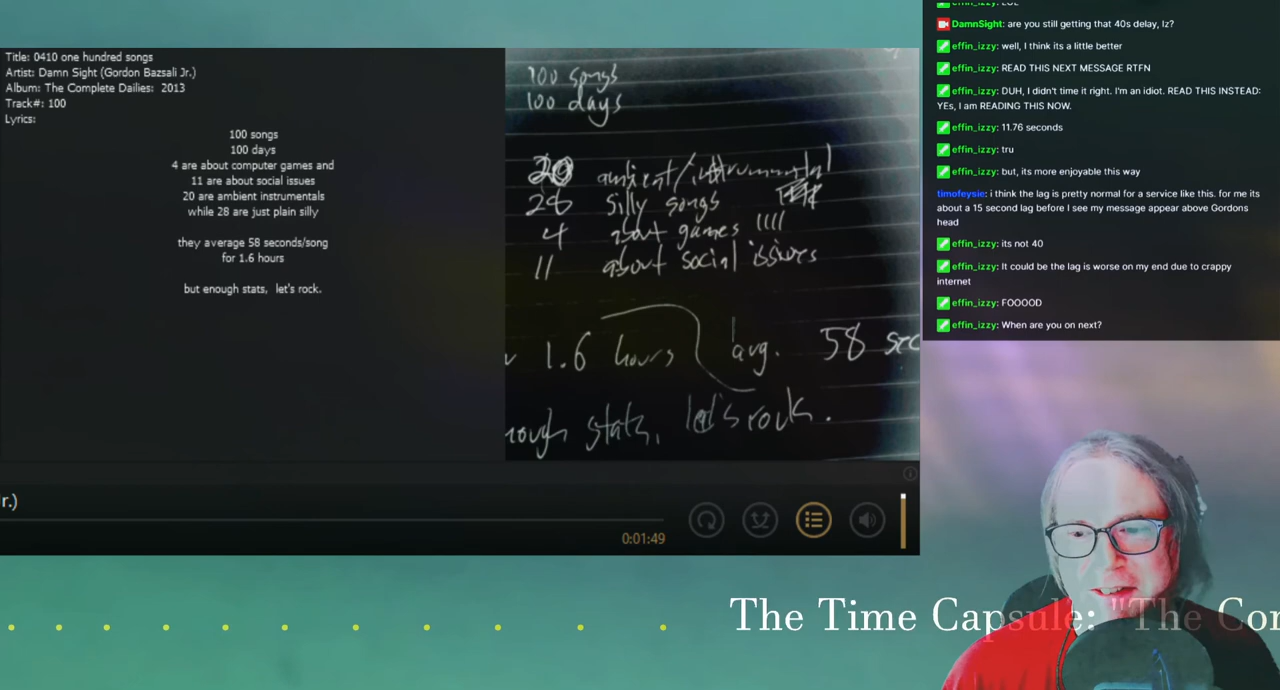 Title: 0410 one hundred songs
Artist: Damn Sight (Gordon Bazsali Jr.)
Album: The Complete Dailies: 2013
Track#: 100
Lyrics:
100 songs
100 days
4 are about computer games and
11 are about social issues
20 are ambient instrumentals
while 28 are just plain silly
they average 58 seconds/song
for 1.6 hours
but enough stats, let's rock.
100 songs
100 days
20 ambient/instrumental
28 silly songs
4 about games
11 about social issues
1.6 hours avg. 58 sec
nough stats, let's rock.
r.)
0:01:49
effin_izzy: LOL
DamnSight: are you still getting that 40s delay, Iz?
effin_izzy: well, I think its a little better
effin_izzy: READ THIS NEXT MESSAGE RTFN
effin_izzy: DUH, I didn't time it right. I'm an idiot. READ THIS INSTEAD:
YEs, I am READING THIS NOW.
effin_izzy: 11.76 seconds
effin_izzy: tru
effin_izzy: but, its more enjoyable this way
timofeysie: i think the lag is pretty normal for a service like this. for me its
about a 15 second lag before I see my message appear above Gordons
head
effin_izzy: its not 40
effin_izzy: It could be the lag is worse on my end due to crappy
internet
effin_izzy: FOOOOD
effin_izzy: When are you on next?
The Time Capsule: "The Cor